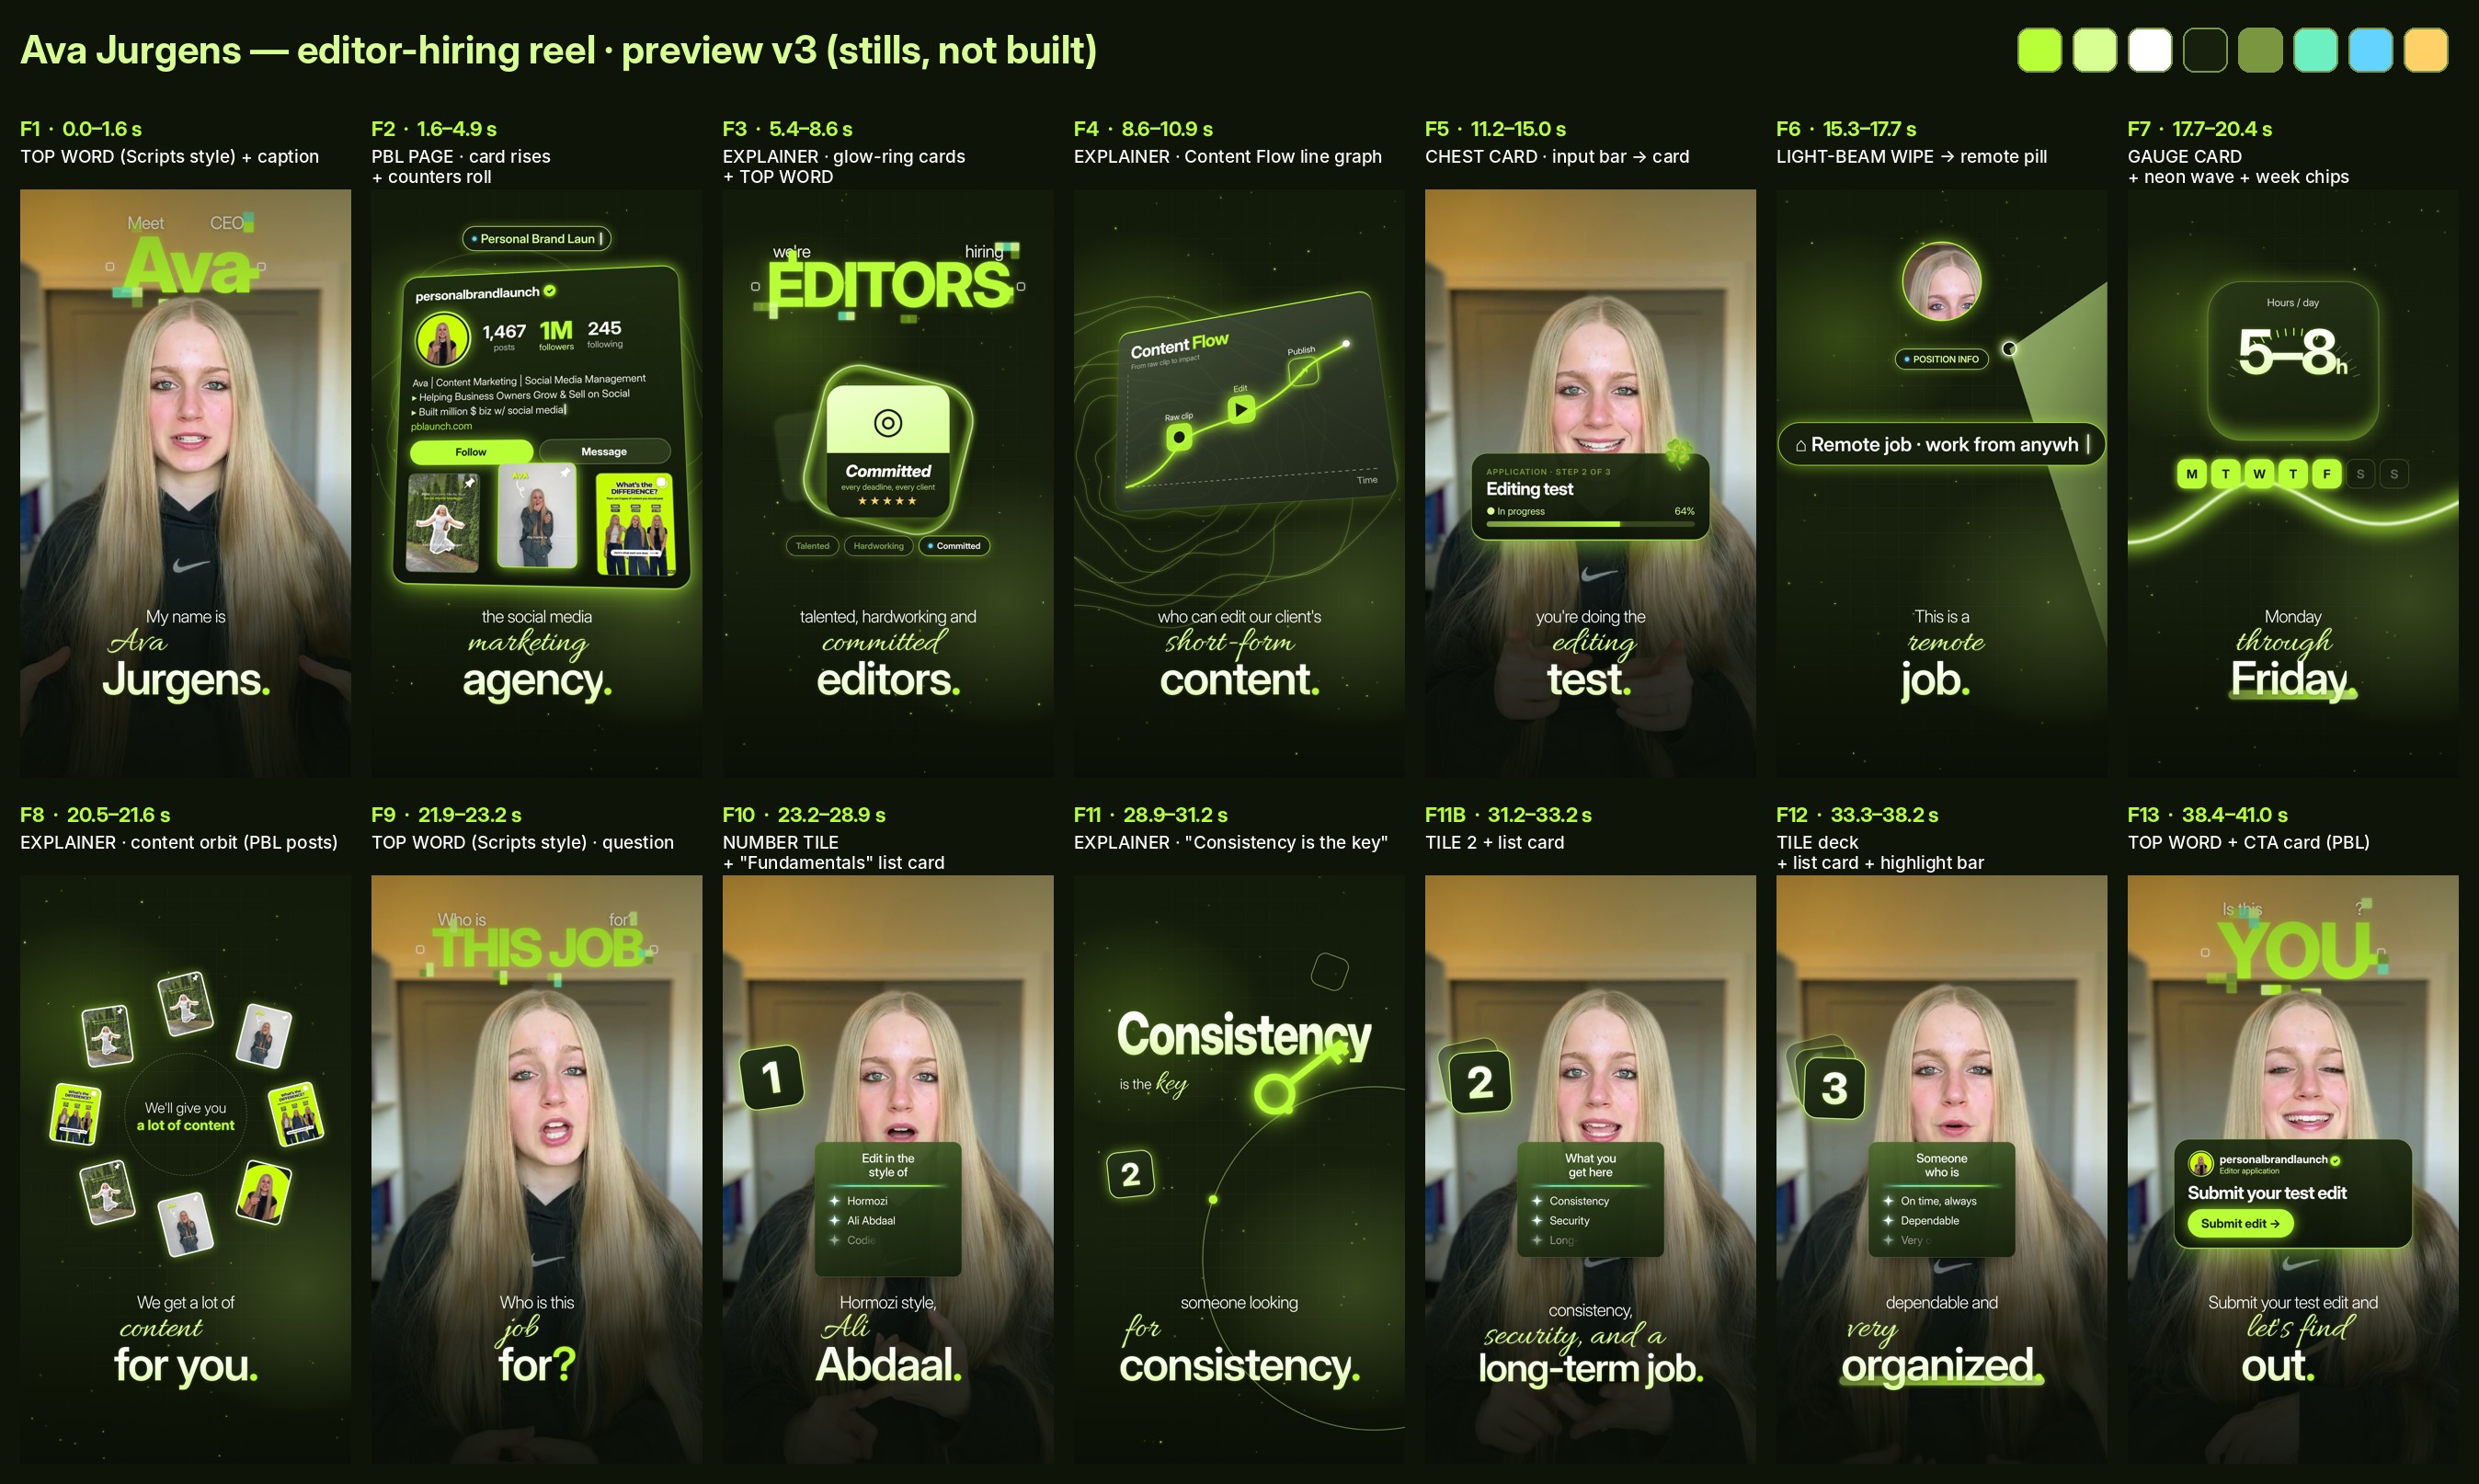 Ava Jurgens — editor-hiring reel · preview v3 (stills, not built)
F1 · 0.0–1.6 s
TOP WORD (Scripts style) + caption
Meet CEO
Ava
My name is
Ava
Jurgens.
F2 · 1.6–4.9 s
PBL PAGE · card rises
+ counters roll
Personal Brand Laun
personalbrandlaunch
1,467 1M 245
posts followers following
Ava | Content Marketing | Social Media Management
▸ Helping Business Owners Grow & Sell on Social
▸ Built million $ biz w/ social media
pblaunch.com
Follow Message
AVA
What's the
DIFFERENCE?
the social media
marketing
agency.
F3 · 5.4–8.6 s
EXPLAINER · glow-ring cards
+ TOP WORD
we're hiring
EDITORS
Committed
every deadline, every client
★★★★★
Talented Hardworking Committed
talented, hardworking and
committed
editors.
F4 · 8.6–10.9 s
EXPLAINER · Content Flow line graph
Content Flow
From raw clip to impact
Publish
Edit
Raw clip
Time
who can edit our client's
short-form
content.
F5 · 11.2–15.0 s
CHEST CARD · input bar → card
APPLICATION · STEP 2 OF 3
Editing test
In progress 64%
you're doing the
editing
test.
F6 · 15.3–17.7 s
LIGHT-BEAM WIPE → remote pill
POSITION INFO
⌂ Remote job · work from anywh
This is a
remote
job.
F7 · 17.7–20.4 s
GAUGE CARD
+ neon wave + week chips
Hours / day
5–8h
M T W T F S S
Monday
through
Friday.
F8 · 20.5–21.6 s
EXPLAINER · content orbit (PBL posts)
We'll give you
a lot of content
We get a lot of
content
for you.
F9 · 21.9–23.2 s
TOP WORD (Scripts style) · question
Who is for?
THIS JOB
Who is this
job
for?
F10 · 23.2–28.9 s
NUMBER TILE
+ "Fundamentals" list card
1
Edit in the
style of
Hormozi
Ali Abdaal
Codie
Hormozi style,
Ali
Abdaal.
F11 · 28.9–31.2 s
EXPLAINER · "Consistency is the key"
Consistency
is the key
2
someone looking
for
consistency.
F11B · 31.2–33.2 s
TILE 2 + list card
2
What you
get here
Consistency
Security
Long-
consistency,
security, and a
long-term job.
F12 · 33.3–38.2 s
TILE deck
+ list card + highlight bar
3
Someone
who is
On time, always
Dependable
Very o
dependable and
very
organized.
F13 · 38.4–41.0 s
TOP WORD + CTA card (PBL)
Is this ?
YOU
personalbrandlaunch
Editor application
Submit your test edit
Submit edit →
Submit your test edit and
let's find
out.